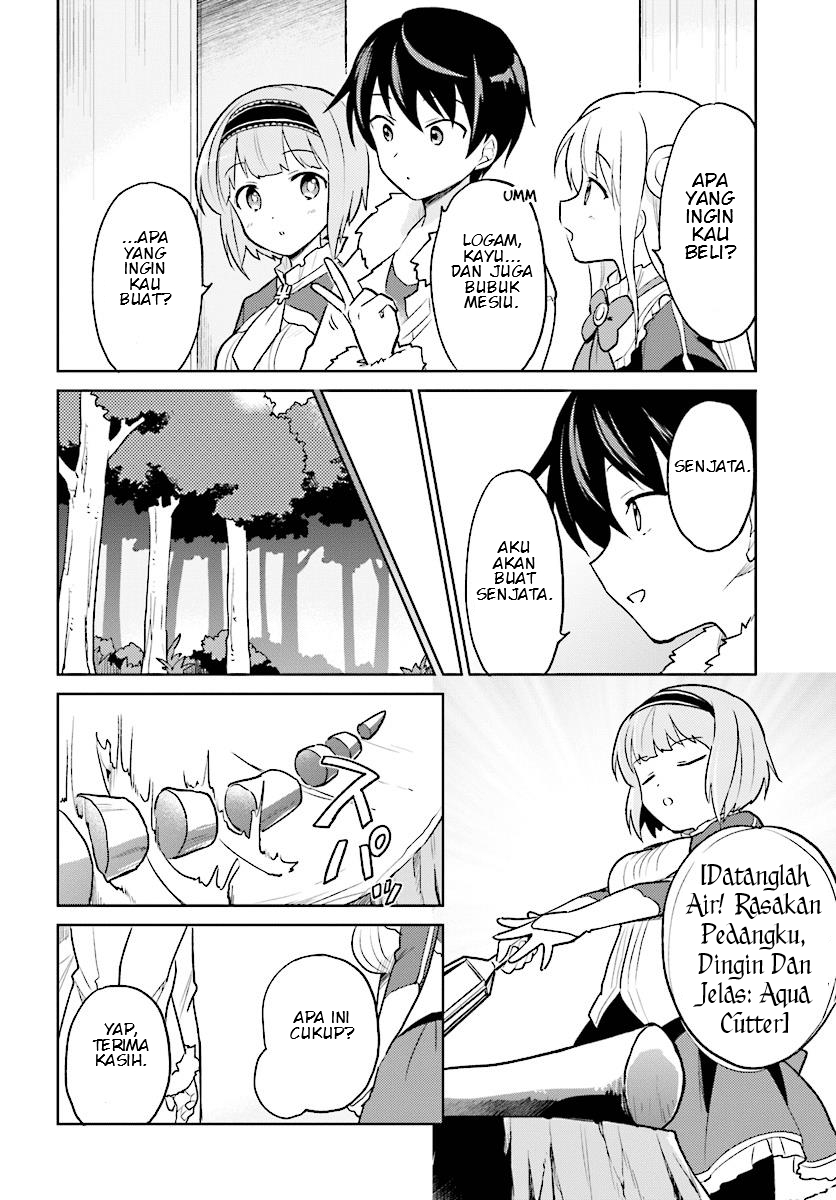 APA
YANG
INGIN
KAU
BELI?
UMM
LOGAM,
KAYU...
DAN JUGA
BUBUK
MESIU.
...APA
YANG
INGIN
KAU
BUAT?
SENJATA.
AKU
AKAN
BUAT
SENJATA.
[Datanglah
Air! Rasakan
Pedangku,
Dingin Dan
Jelas: Aqua
Cutter]
スパパ
APA INI
CUKUP?
YAP,
TERIMA
KASIH.